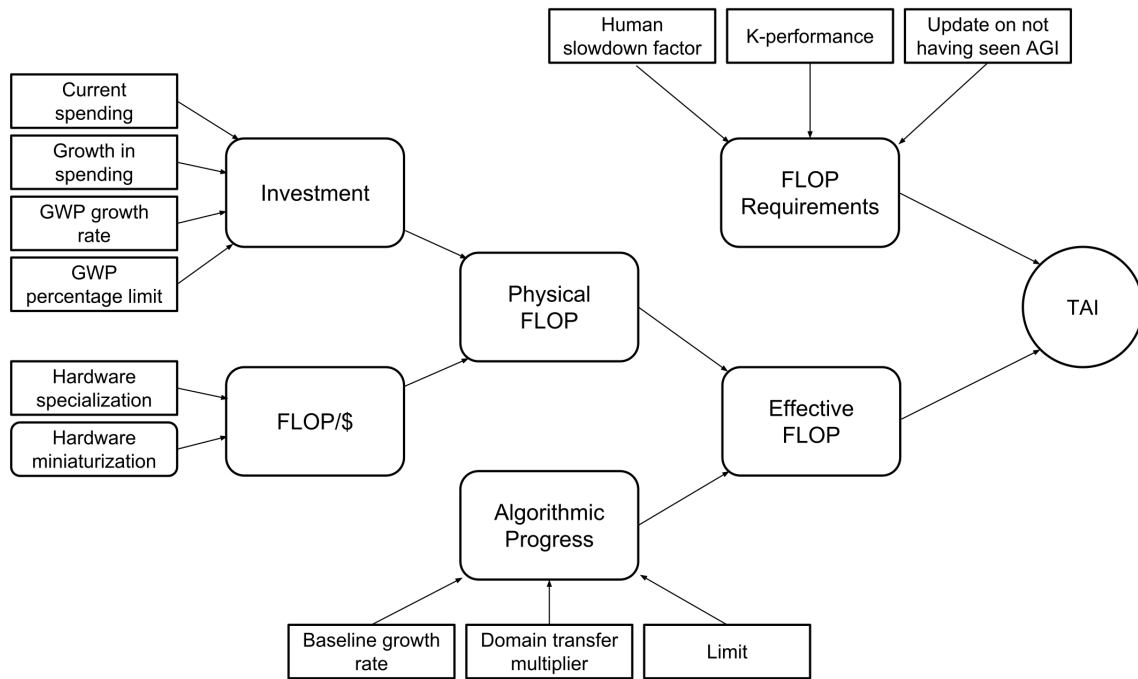 Human
slowdown factor
K-performance
Update on not
having seen AGI
Current
spending
Growth in
spending
GWP growth
rate
GWP
percentage limit
Investment
FLOP
Requirements
Physical
FLOP
TAI
Hardware
specialization
Hardware
miniaturization
FLOP/$
Effective
FLOP
Algorithmic
Progress
Baseline growth
rate
Domain transfer
multiplier
Limit